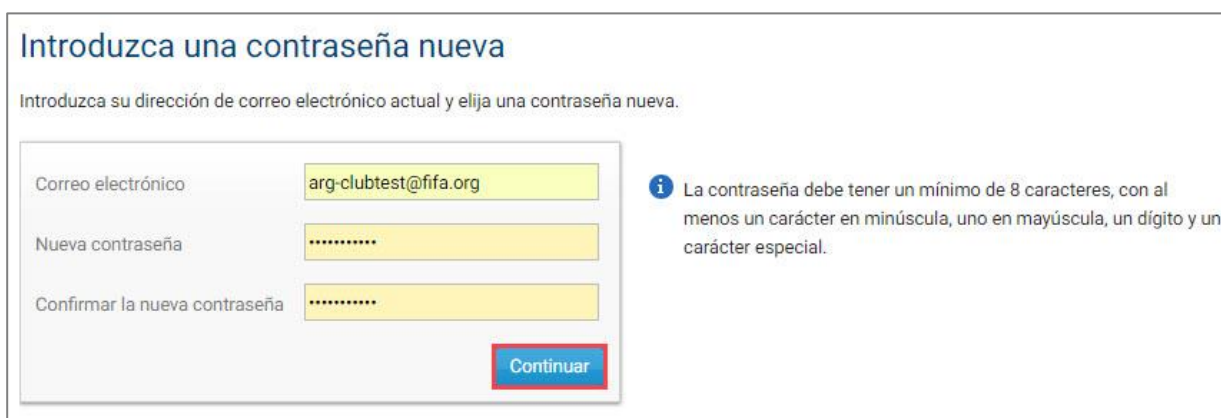 Introduzca una contraseña nueva
Introduzca su dirección de correo electrónico actual y elija una contraseña nueva.
Correo electrónico
arg-clubtest@fifa.org
Nueva contraseña
•••••••••••
Confirmar la nueva contraseña
•••••••••••
Continuar
La contraseña debe tener un mínimo de 8 caracteres, con al
menos un carácter en minúscula, uno en mayúscula, un dígito y un
carácter especial.